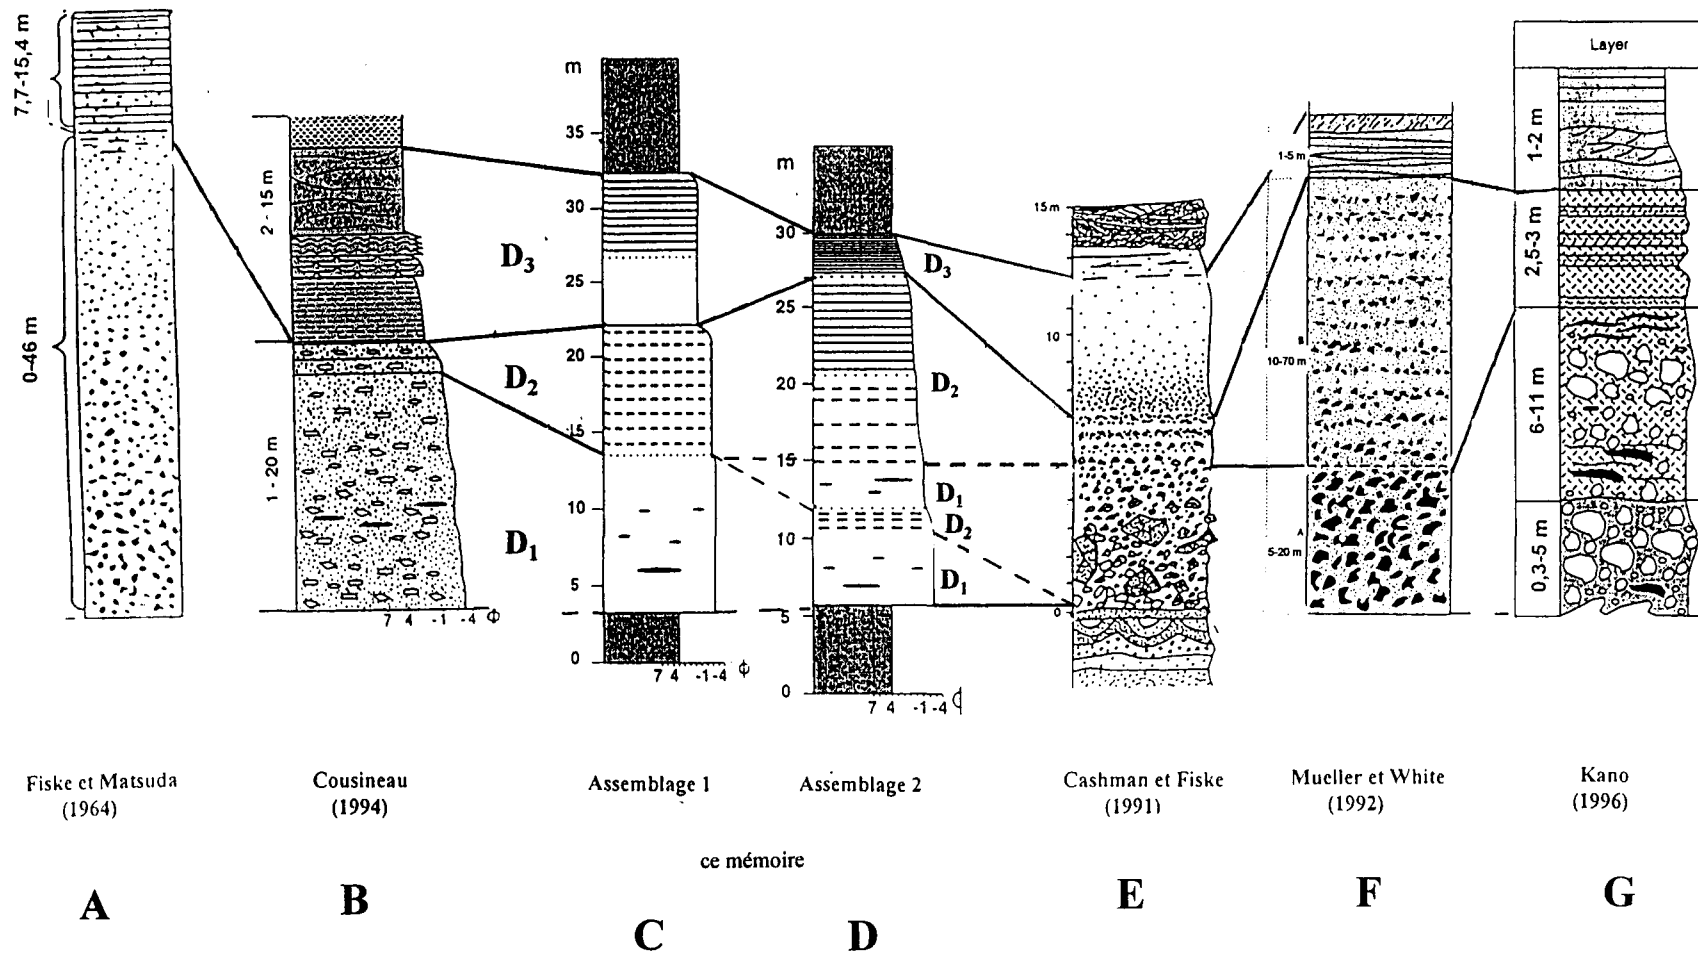 7,7-15,4 m
0-46 m
Fiske et Matsuda
(1964)
A
2 - 15 m
1 - 20 m
7 4 -1 -4 Φ
Cousineau
(1994)
B
m
35
30
25
20
15
10
5
0
7 4 -1 -4 ϕ
D3
D2
D1
Assemblage 1
C
m
30
25
20
15
10
5
0
7 4 -1 -4
D3
D2
D1
D2
D1
Assemblage 2
D
ce mémoire
15 m
10
0
Cashman et Fiske
(1991)
E
1-5 m
B
10-70 m
A
5-20 m
Mueller et White
(1992)
F
Layer
1-2 m
2,5-3 m
6-11 m
0,3-5 m
Kano
(1996)
G